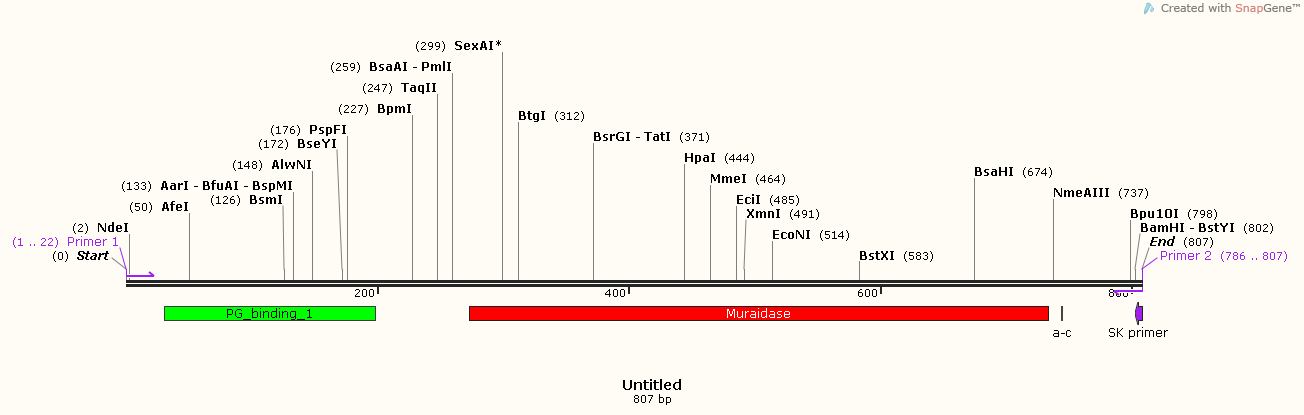 Created with SnapGene™
(299) SexAI*
(259) BsaAI - PmlI
(247) TaqII
(227) BpmI
BtgI (312)
(176) PspFI
BsrGI - TatI (371)
(172) BseYI
HpaI (444)
(148) AlwNI
BsaHI (674)
MmeI (464)
(133) AarI - BfuAI - BspMI
NmeAIII (737)
(126) BsmI
EciI (485)
(50) AfeI
XmnI (491)
Bpu10I (798)
(2) NdeI
BamHI - BstYI (802)
EcoNI (514)
(1 .. 22) Primer 1
End (807)
(0) Start
BstXI (583)
Primer 2 (786 .. 807)
200
400
600
800
PG_binding_1
Muraidase
a-c
SK primer
Untitled
807 bp